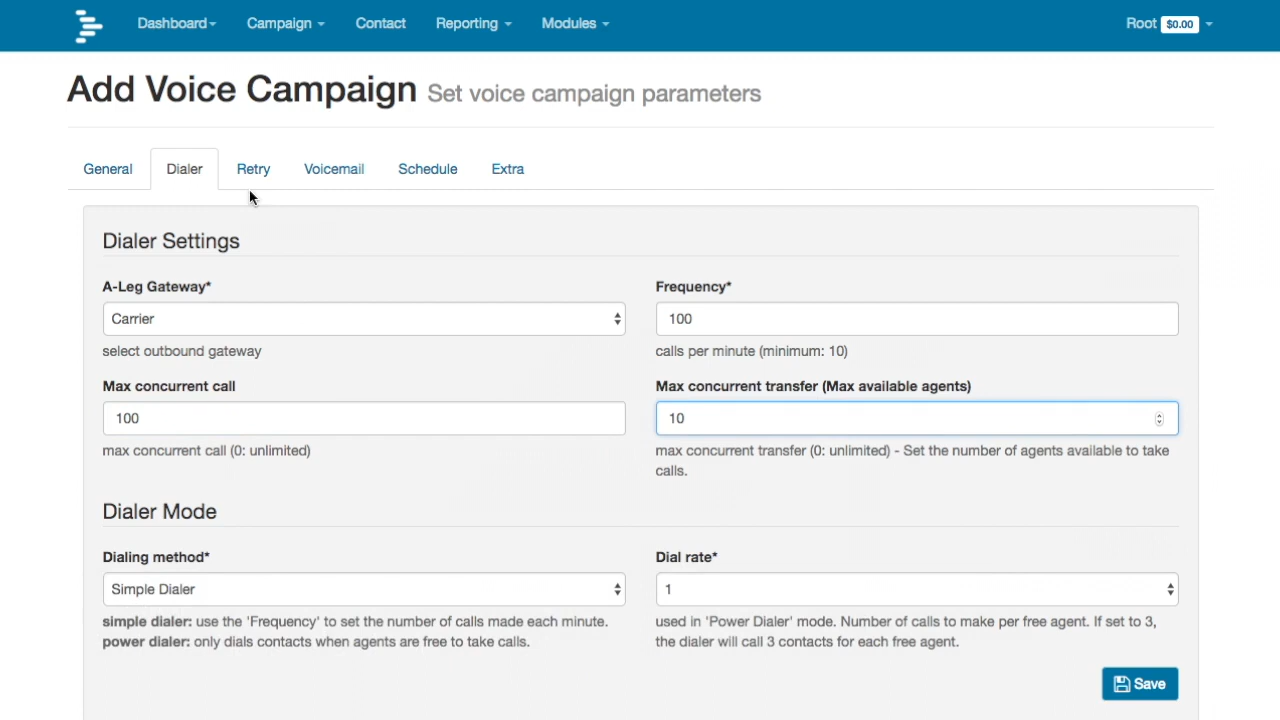 Dashboard Campaign Contact Reporting Modules Root $0.00
Add Voice Campaign Set voice campaign parameters
General Dialer Retry Voicemail Schedule Extra
Dialer Settings
A-Leg Gateway* Frequency*
Carrier 100
select outbound gateway calls per minute (minimum: 10)
Max concurrent call Max concurrent transfer (Max available agents)
100 10
max concurrent call (0: unlimited) max concurrent transfer (0: unlimited) - Set the number of agents available to take
calls.
Dialer Mode
Dialing method* Dial rate*
Simple Dialer 1
simple dialer: use the 'Frequency' to set the number of calls made each minute. used in 'Power Dialer' mode. Number of calls to make per free agent. If set to 3,
power dialer: only dials contacts when agents are free to take calls. the dialer will call 3 contacts for each free agent.
Save